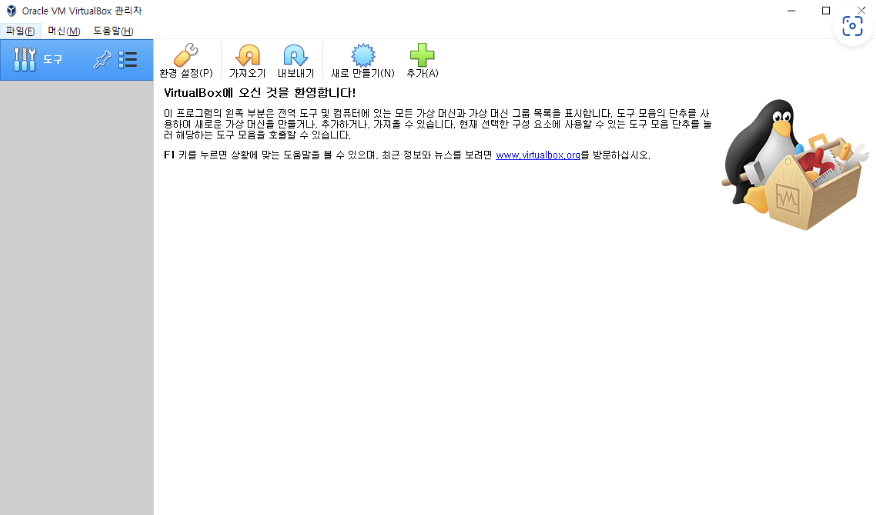 Oracle VM VirtualBox 관리자
파일(F) 머신(M) 도움말(H)
도구
환경 설정(P) 가져오기 내보내기 새로 만들기(N) 추가(A)
VirtualBox에 오신 것을 환영합니다!
이 프로그램의 왼쪽 부분은 전역 도구 및 컴퓨터에 있는 모든 가상 머신과 가상 머신 그룹 목록을 표시합니다. 도구 모음의 단추를 사
용하여 새로운 가상 머신을 만들거나, 추가하거나, 가져올 수 있습니다. 현재 선택한 구성 요소에 사용할 수 있는 도구 모음 단추를 눌
러 해당하는 도구 모음을 호출할 수 있습니다.
F1 키를 누르면 상황에 맞는 도움말을 볼 수 있으며, 최근 정보와 뉴스를 보려면 www.virtualbox.org를 방문하십시오.